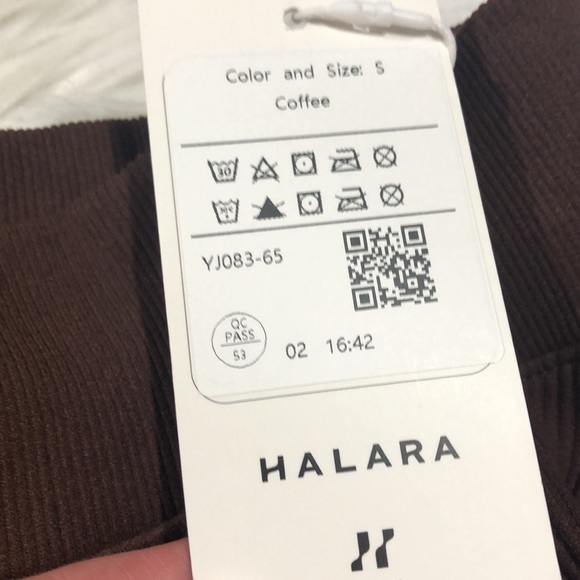 Color and Size: S
Coffee
30
YJ083-65
QC
PASS
53
02 16:42
HALARA